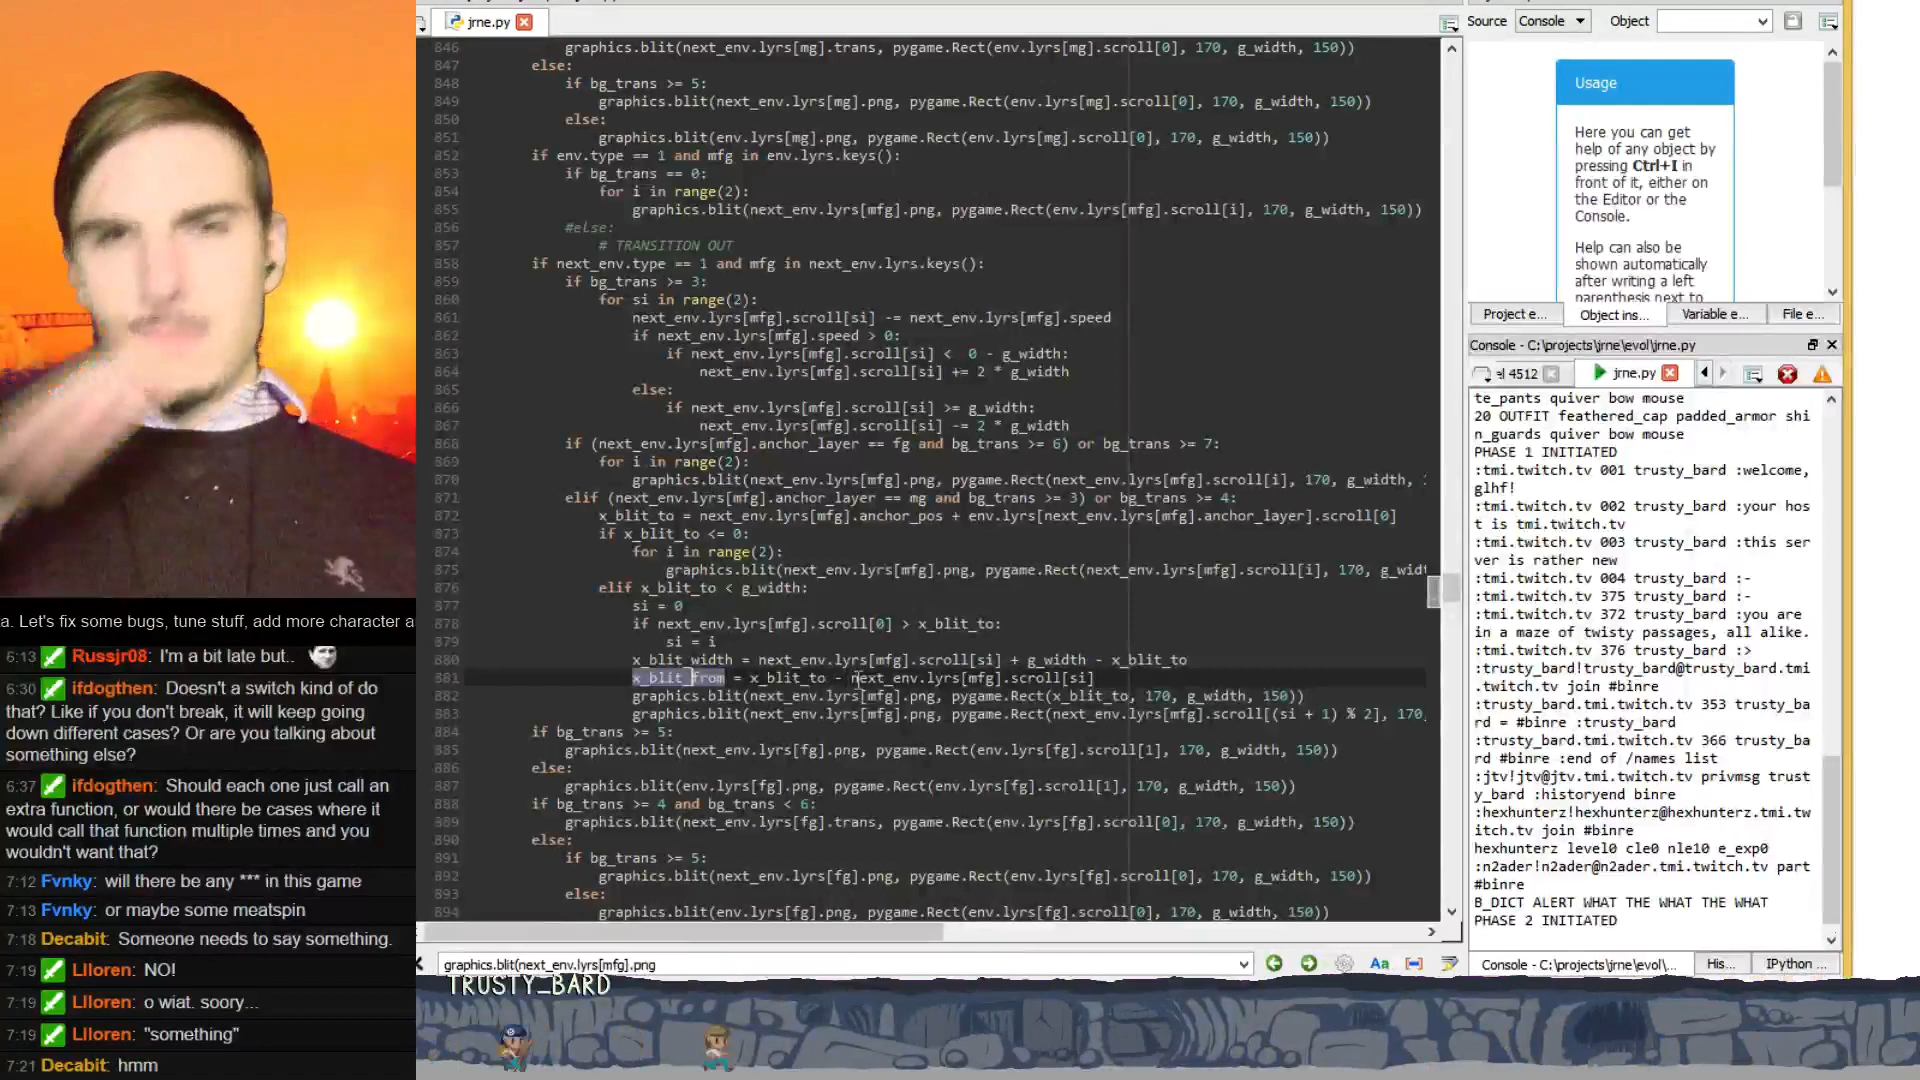 jrne.py
846 graphics.blit(next_env.lyrs[mg].trans, pygame.Rect(env.lyrs[mg].scroll[0], 170, g_width, 150))
847 else:
848 if bg_trans >= 5:
849 graphics.blit(next_env.lyrs[mg].png, pygame.Rect(env.lyrs[mg].scroll[0], 170, g_width, 150))
850 else:
851 graphics.blit(env.lyrs[mg].png, pygame.Rect(env.lyrs[mg].scroll[0], 170, g_width, 150))
852 if env.type == 1 and mfg in env.lyrs.keys():
853 if bg_trans == 0:
854 for i in range(2):
855 graphics.blit(next_env.lyrs[mfg].png, pygame.Rect(env.lyrs[mfg].scroll[i], 170, g_width, 150))
856 #else:
857 # TRANSITION OUT
858 if next_env.type == 1 and mfg in next_env.lyrs.keys():
859 if bg_trans >= 3:
860 for si in range(2):
861 next_env.lyrs[mfg].scroll[si] -= next_env.lyrs[mfg].speed
862 if next_env.lyrs[mfg].speed > 0:
863 if next_env.lyrs[mfg].scroll[si] < 0 - g_width:
864 next_env.lyrs[mfg].scroll[si] += 2 * g_width
865 else:
866 if next_env.lyrs[mfg].scroll[si] >= g_width:
867 next_env.lyrs[mfg].scroll[si] -= 2 * g_width
868 if (next_env.lyrs[mfg].anchor_layer == fg and bg_trans >= 6) or bg_trans >= 7:
869 for i in range(2):
870 graphics.blit(next_env.lyrs[mfg].png, pygame.Rect(next_env.lyrs[mfg].scroll[i], 170, g_width,
871 elif (next_env.lyrs[mfg].anchor_layer == mg and bg_trans >= 3) or bg_trans >= 4:
872 x_blit_to = next_env.lyrs[mfg].anchor_pos + env.lyrs[next_env.lyrs[mfg].anchor_layer].scroll[0]
873 if x_blit_to <= 0:
874 for i in range(2):
875 graphics.blit(next_env.lyrs[mfg].png, pygame.Rect(next_env.lyrs[mfg].scroll[i], 170, g_widt
876 elif x_blit_to < g_width:
877 si = 0
878 if next_env.lyrs[mfg].scroll[0] > x_blit_to:
879 si = i
880 x_blit_width = next_env.lyrs[mfg].scroll[si] + g_width - x_blit_to
881 x_blit_from = x_blit_to - next_env.lyrs[mfg].scroll[si]
882 graphics.blit(next_env.lyrs[mfg].png, pygame.Rect(x_blit_to, 170, g_width, 150))
883 graphics.blit(next_env.lyrs[mfg].png, pygame.Rect(next_env.lyrs[mfg].scroll[(si + 1) % 2], 170,
884 if bg_trans >= 5:
885 graphics.blit(next_env.lyrs[fg].png, pygame.Rect(env.lyrs[fg].scroll[1], 170, g_width, 150))
886 else:
887 graphics.blit(env.lyrs[fg].png, pygame.Rect(env.lyrs[fg].scroll[1], 170, g_width, 150))
888 if bg_trans >= 4 and bg_trans < 6:
889 graphics.blit(next_env.lyrs[fg].trans, pygame.Rect(env.lyrs[fg].scroll[0], 170, g_width, 150))
890 else:
891 if bg_trans >= 5:
892 graphics.blit(next_env.lyrs[fg].png, pygame.Rect(env.lyrs[fg].scroll[0], 170, g_width, 150))
893 else:
894 graphics.blit(env.lyrs[fg].png, pygame.Rect(env.lyrs[fg].scroll[0], 170, g_width, 150))
graphics.blit(next_env.lyrs[mfg].png
Aa
TRUSTY_BARD
Source Console Object
Usage
Here you can get
help of any object by
pressing Ctrl+I in
front of it, either on
the Editor or the
Console.
Help can also be
shown automatically
after writing a left
parenthesis next to
Project e... Object ins... Variable e... File e...
Console - C:\projects\jrne\evol\jrne.py
el 4512 jrne.py
te_pants quiver bow mouse
20 OUTFIT feathered_cap padded_armor shi
n_guards quiver bow mouse
PHASE 1 INITIATED
:tmi.twitch.tv 001 trusty_bard :welcome,
glhf!
:tmi.twitch.tv 002 trusty_bard :your hos
t is tmi.twitch.tv
:tmi.twitch.tv 003 trusty_bard :this ser
ver is rather new
:tmi.twitch.tv 004 trusty_bard :-
:tmi.twitch.tv 375 trusty_bard :-
:tmi.twitch.tv 372 trusty_bard :you are
in a maze of twisty passages, all alike.
:tmi.twitch.tv 376 trusty_bard :>
:trusty_bard!trusty_bard@trusty_bard.tmi
.twitch.tv join #binre
:trusty_bard.tmi.twitch.tv 353 trusty_ba
rd = #binre :trusty_bard
:trusty_bard.tmi.twitch.tv 366 trusty_ba
rd #binre :end of /names list
:jtv!jtv@jtv.tmi.twitch.tv privmsg trust
y_bard :historyend binre
:hexhunterz!hexhunterz@hexhunterz.tmi.tw
itch.tv join #binre
hexhunterz level0 cle0 nle10 e_exp0
:n2ader!n2ader@n2ader.tmi.twitch.tv part
#binre
B_DICT ALERT WHAT THE WHAT THE WHAT
PHASE 2 INITIATED
Console - C:\projects\jrne\evol\... His... IPython ...
a. Let's fix some bugs, tune stuff, add more character a
6:13 Russjr08: I'm a bit late but..
6:30 ifdogthen: Doesn't a switch kind of do
that? Like if you don't break, it will keep going
down different cases? Or are you talking about
something else?
6:37 ifdogthen: Should each one just call an
extra function, or would there be cases where it
would call that function multiple times and you
wouldn't want that?
7:12 Fvnky: will there be any *** in this game
7:13 Fvnky: or maybe some meatspin
7:18 Decabit: Someone needs to say something.
7:19 Llloren: NO!
7:19 Llloren: o wiat. soory...
7:19 Llloren: "something"
7:21 Decabit: hmm